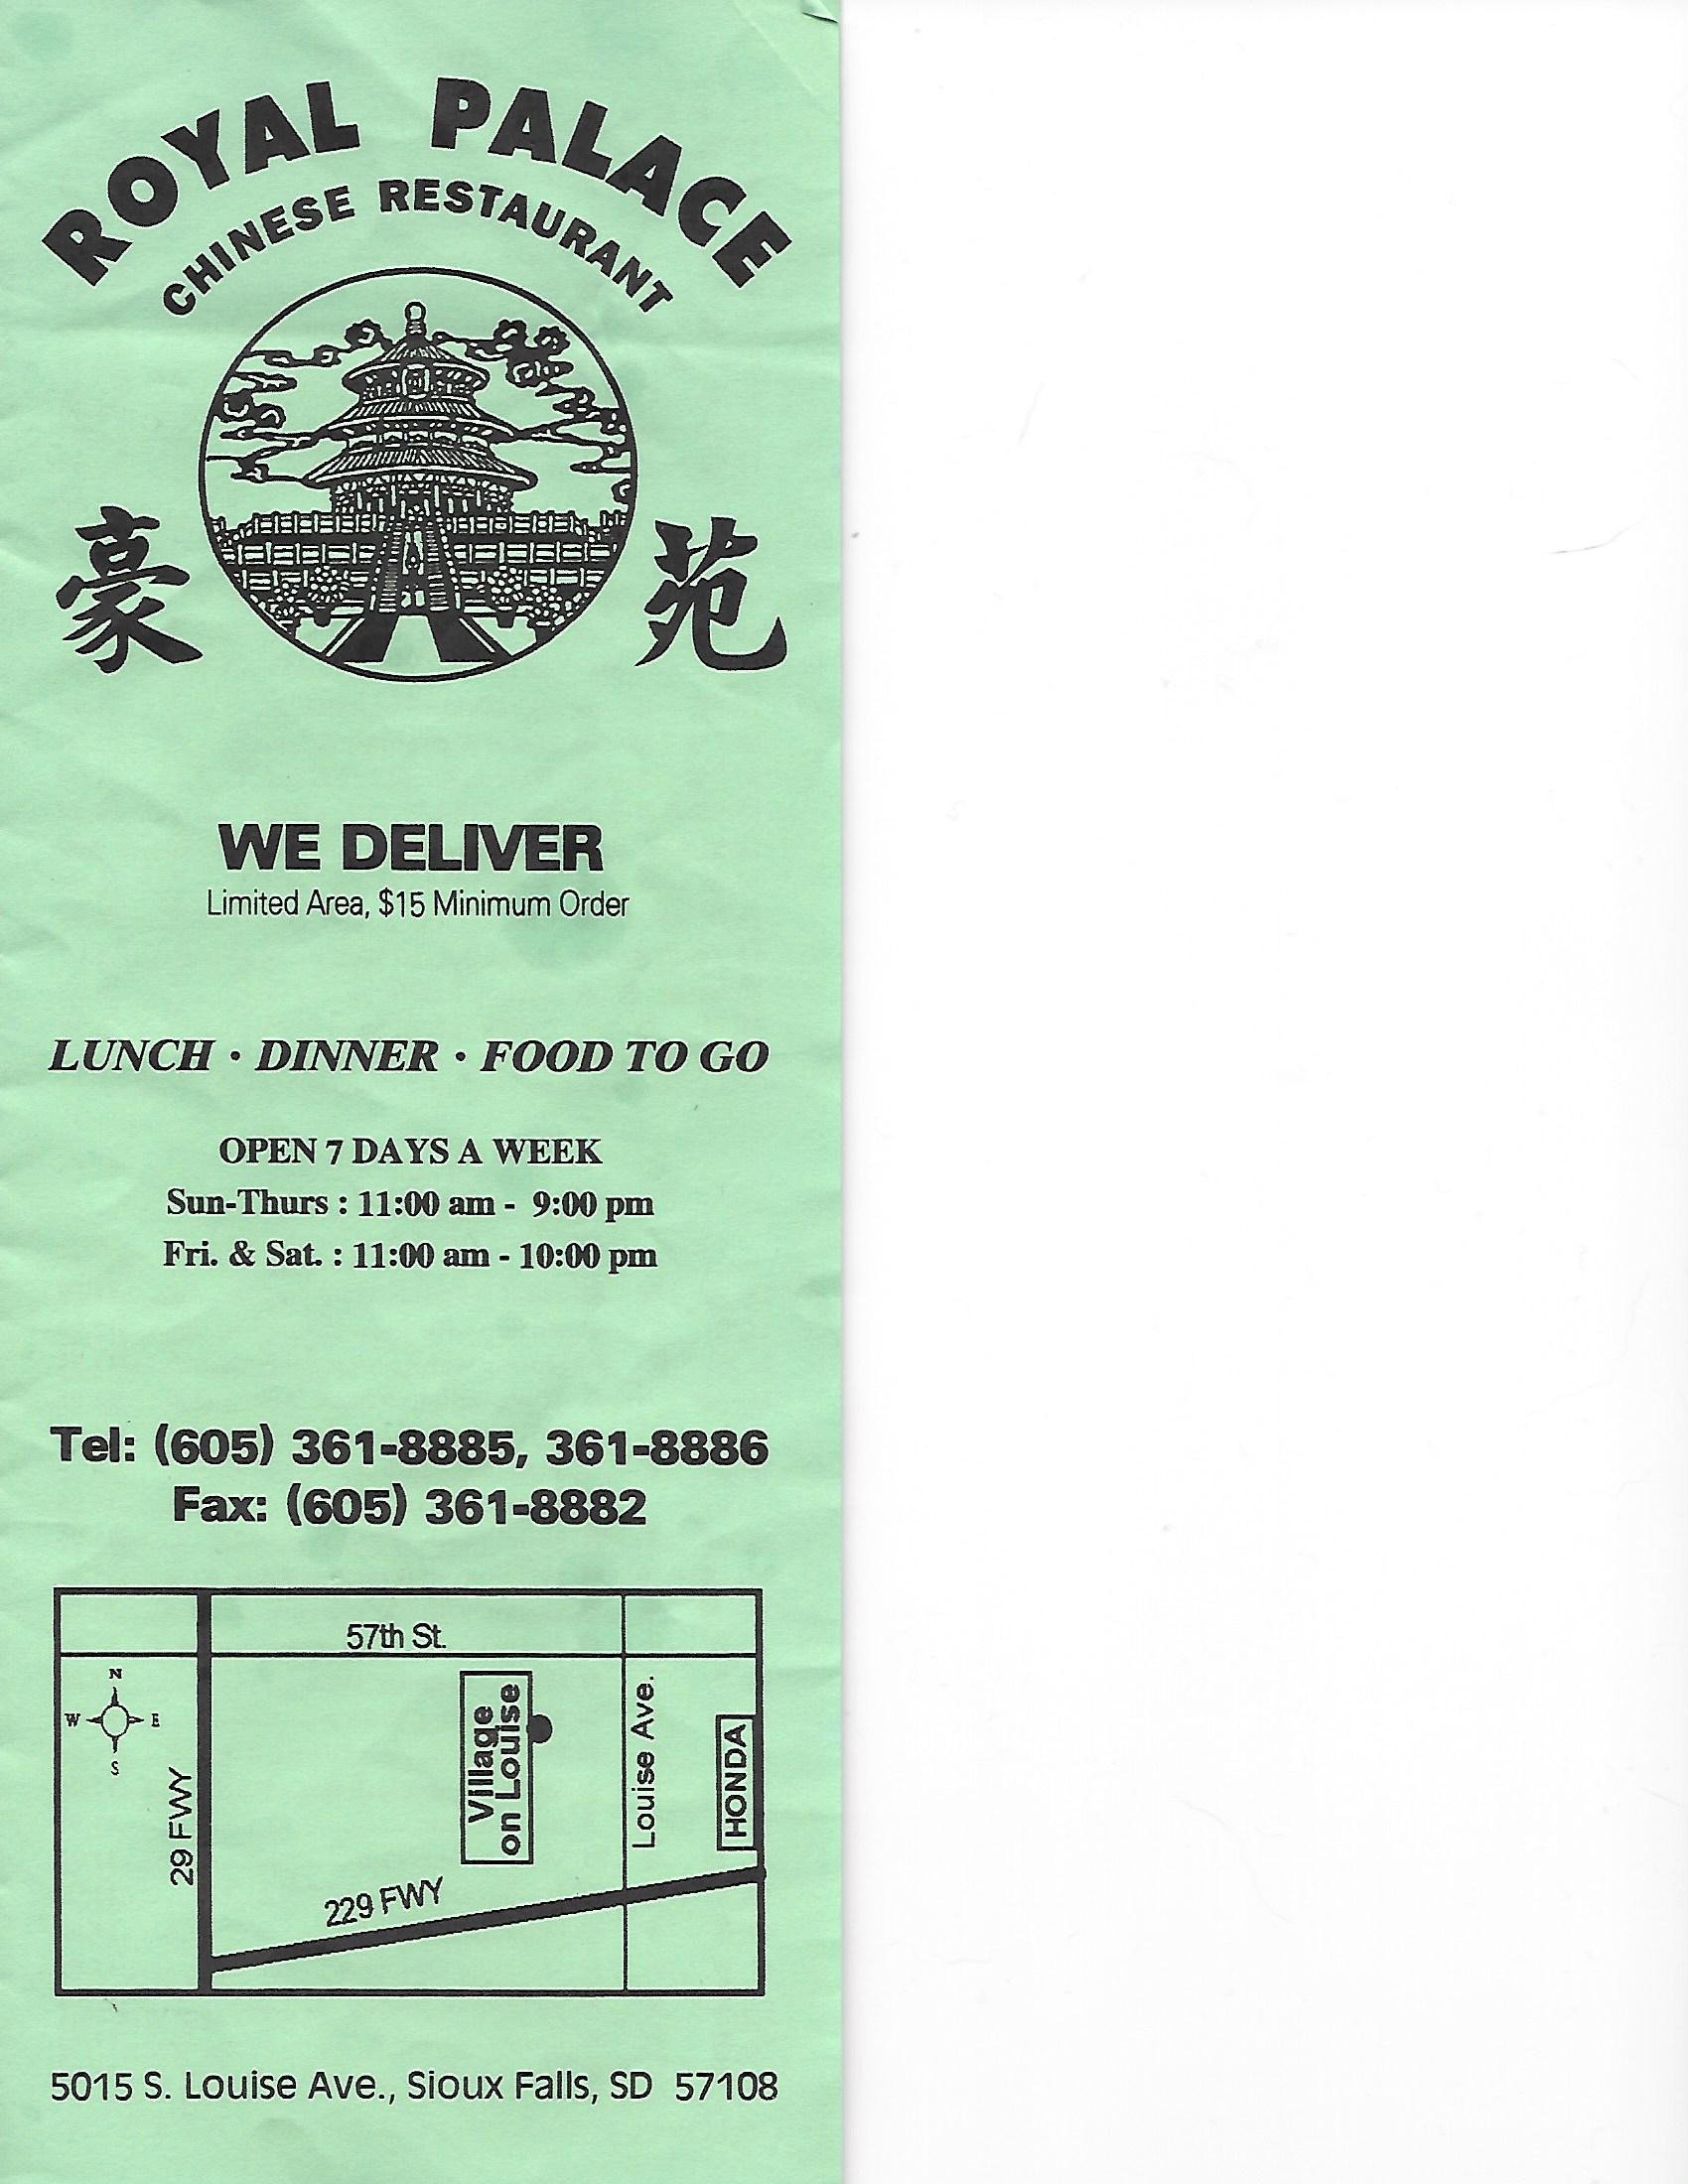 ROYAL PALACE
CHINESE RESTAURANT
豪 苑
WE DELIVER
Limited Area, $15 Minimum Order
LUNCH · DINNER · FOOD TO GO
OPEN 7 DAYS A WEEK
Sun-Thurs : 11:00 am - 9:00 pm
Fri. & Sat. : 11:00 am - 10:00 pm
Tel: (605) 361-8885, 361-8886
Fax: (605) 361-8882
57th St.
N
W E
S
29 FWY
Village
on Louise
Louise Ave.
HONDA
229 FWY
5015 S. Louise Ave., Sioux Falls, SD 57108